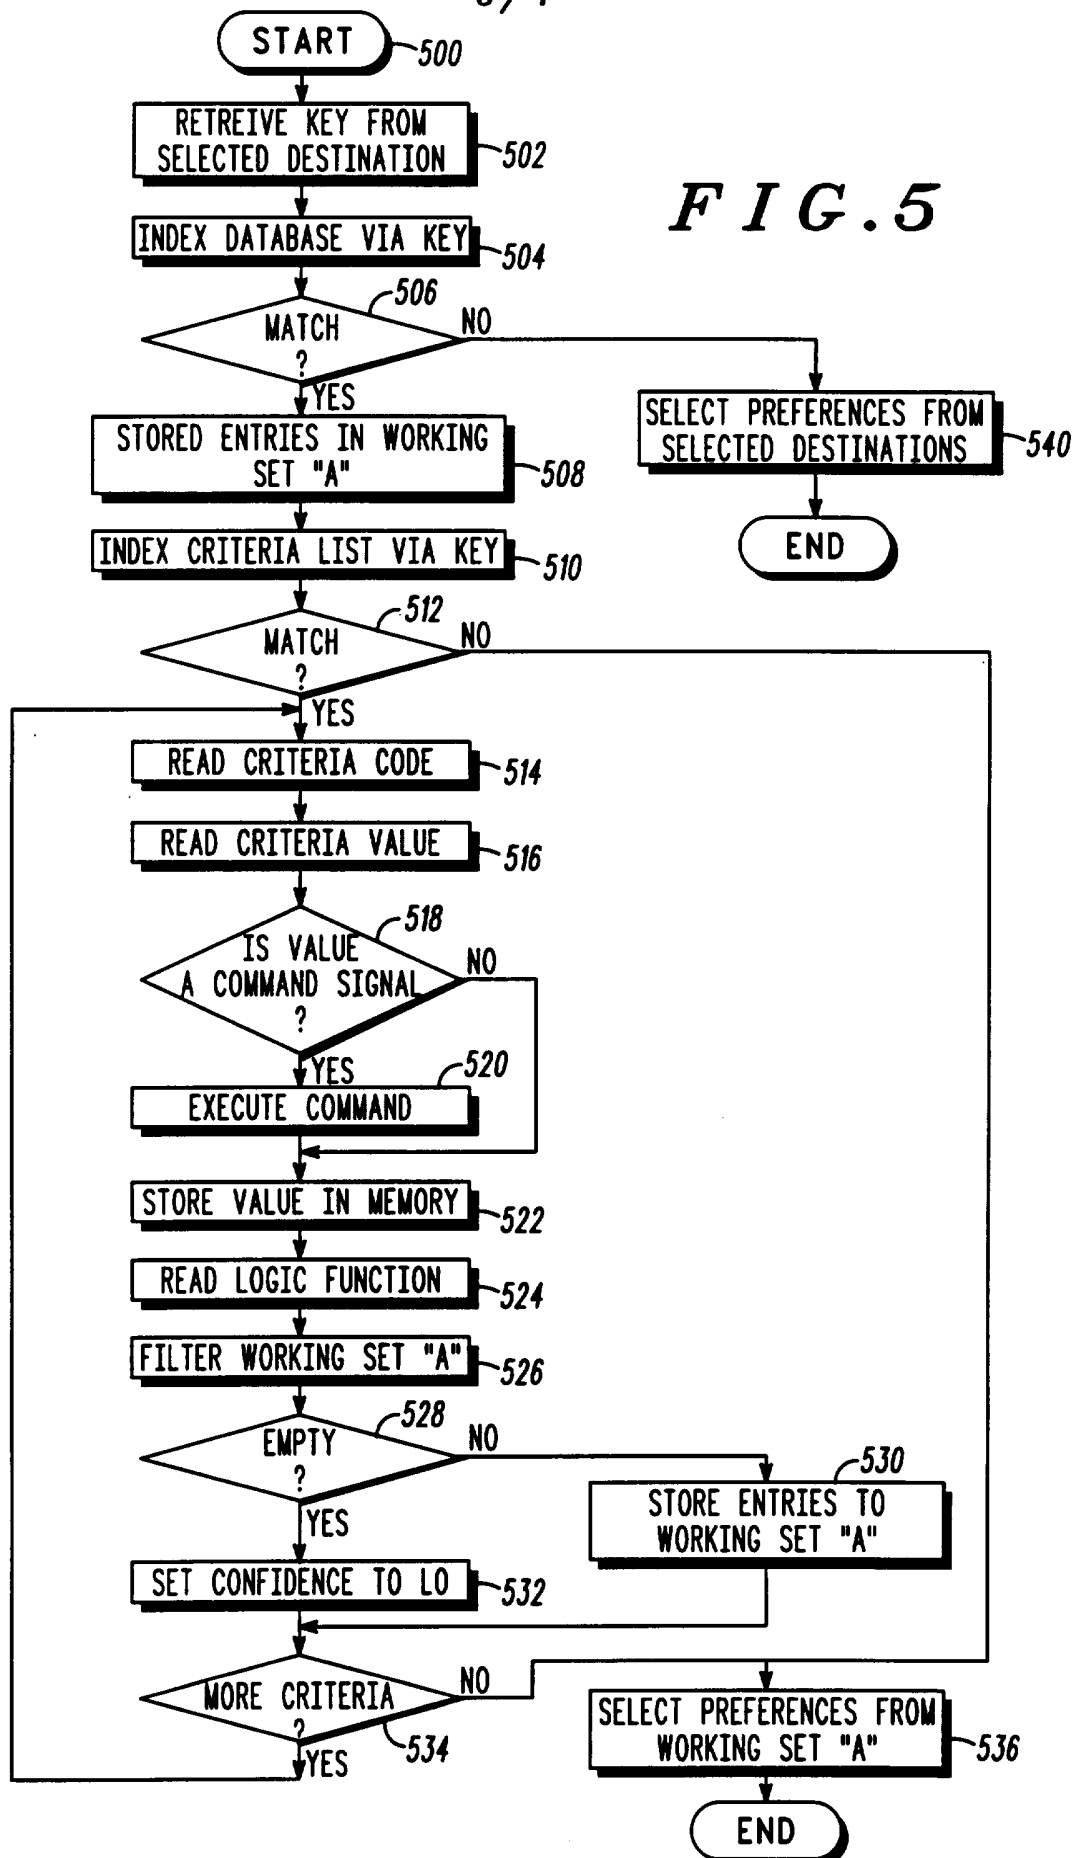 START
500
RETREIVE KEY FROM
SELECTED DESTINATION
502
FIG.5
INDEX DATABASE VIA KEY
504
506
MATCH
?
NO
YES
SELECT PREFERENCES FROM
SELECTED DESTINATIONS
540
END
STORED ENTRIES IN WORKING
SET "A"
508
INDEX CRITERIA LIST VIA KEY
510
512
MATCH
?
NO
YES
READ CRITERIA CODE
514
READ CRITERIA VALUE
516
518
IS VALUE
A COMMAND SIGNAL
?
NO
YES
520
EXECUTE COMMAND
STORE VALUE IN MEMORY
522
READ LOGIC FUNCTION
524
FILTER WORKING SET "A"
526
528
EMPTY
?
NO
YES
530
STORE ENTRIES TO
WORKING SET "A"
SET CONFIDENCE TO LO
532
MORE CRITERIA
?
NO
534
YES
SELECT PREFERENCES FROM
WORKING SET "A"
536
END